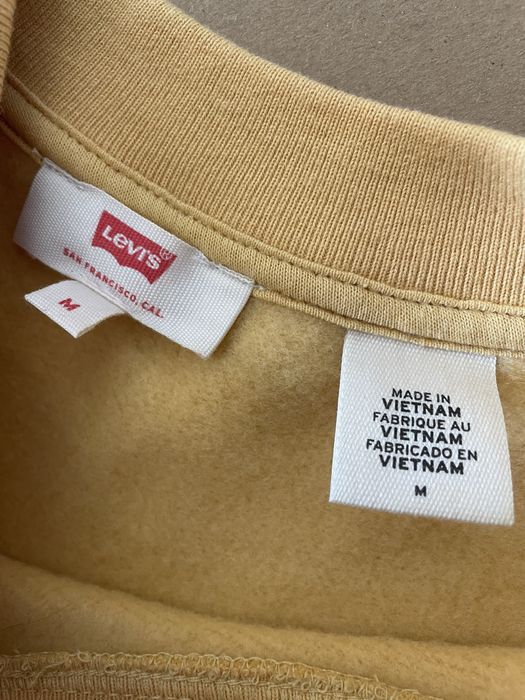 Levi's®
SAN FRANCISCO, CAL.
M
MADE IN
VIETNAM
FABRIQUE AU
VIETNAM
FABRICADO EN
VIETNAM
M